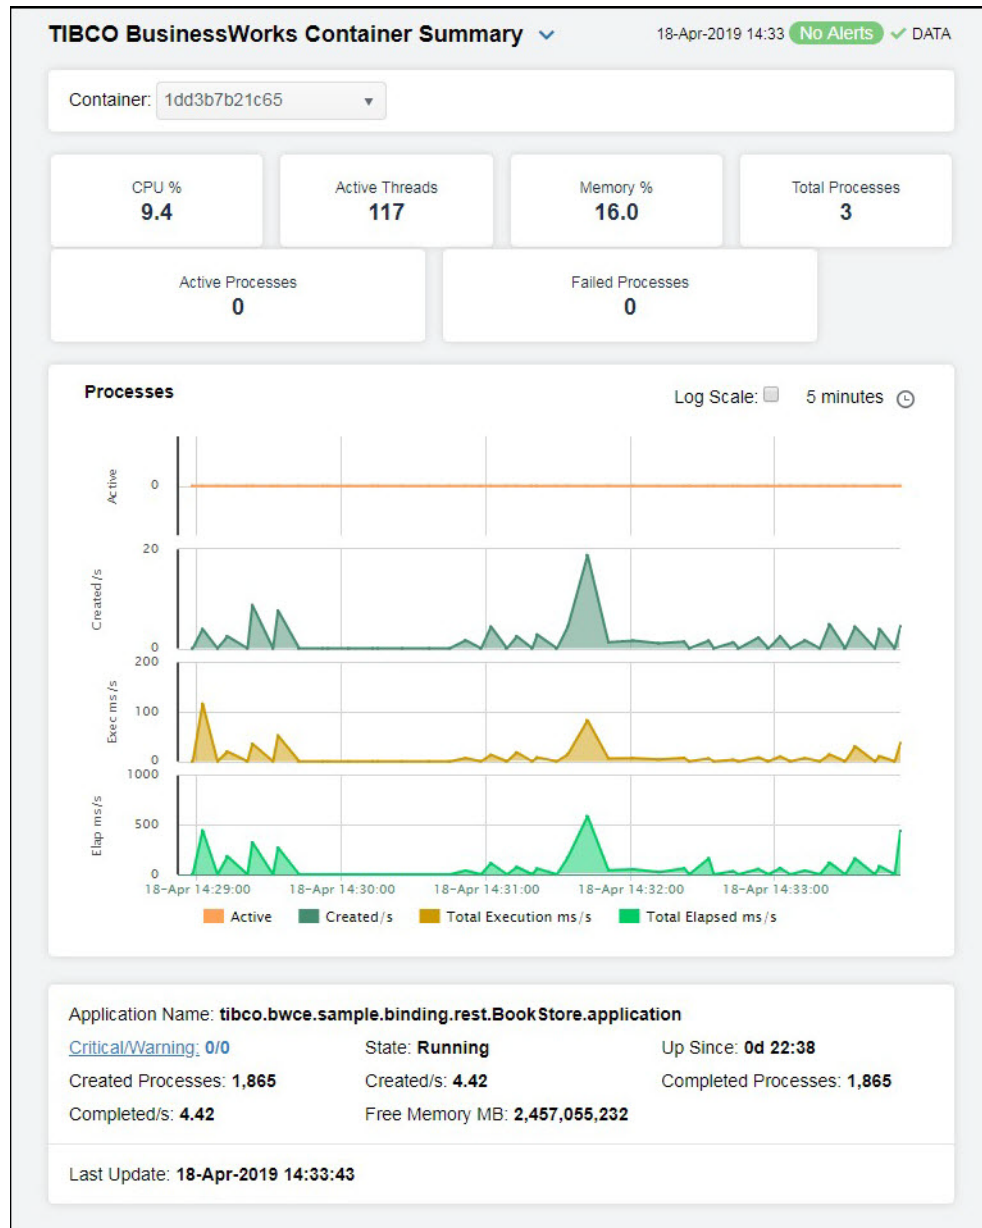 TIBCO BusinessWorks Container Summary 18-Apr-2019 14:33 No Alerts DATA
Container: 1dd3b7b21c65
CPU % Active Threads Memory % Total Processes
9.4 117 16.0 3
Active Processes Failed Processes
0 0
Processes Log Scale: 5 minutes
Active
0
Created/s
20
0
Exec ms/s
200
100
0
Elap ms/s
1000
500
0
18-Apr 14:29:00 18-Apr 14:30:00 18-Apr 14:31:00 18-Apr 14:32:00 18-Apr 14:33:00
Active Created/s Total Execution ms/s Total Elapsed ms/s
Application Name: tibco.bwce.sample.binding.rest.BookStore.application
Critical/Warning: 0/0 State: Running Up Since: 0d 22:38
Created Processes: 1,865 Created/s: 4.42 Completed Processes: 1,865
Completed/s: 4.42 Free Memory MB: 2,457,055,232
Last Update: 18-Apr-2019 14:33:43